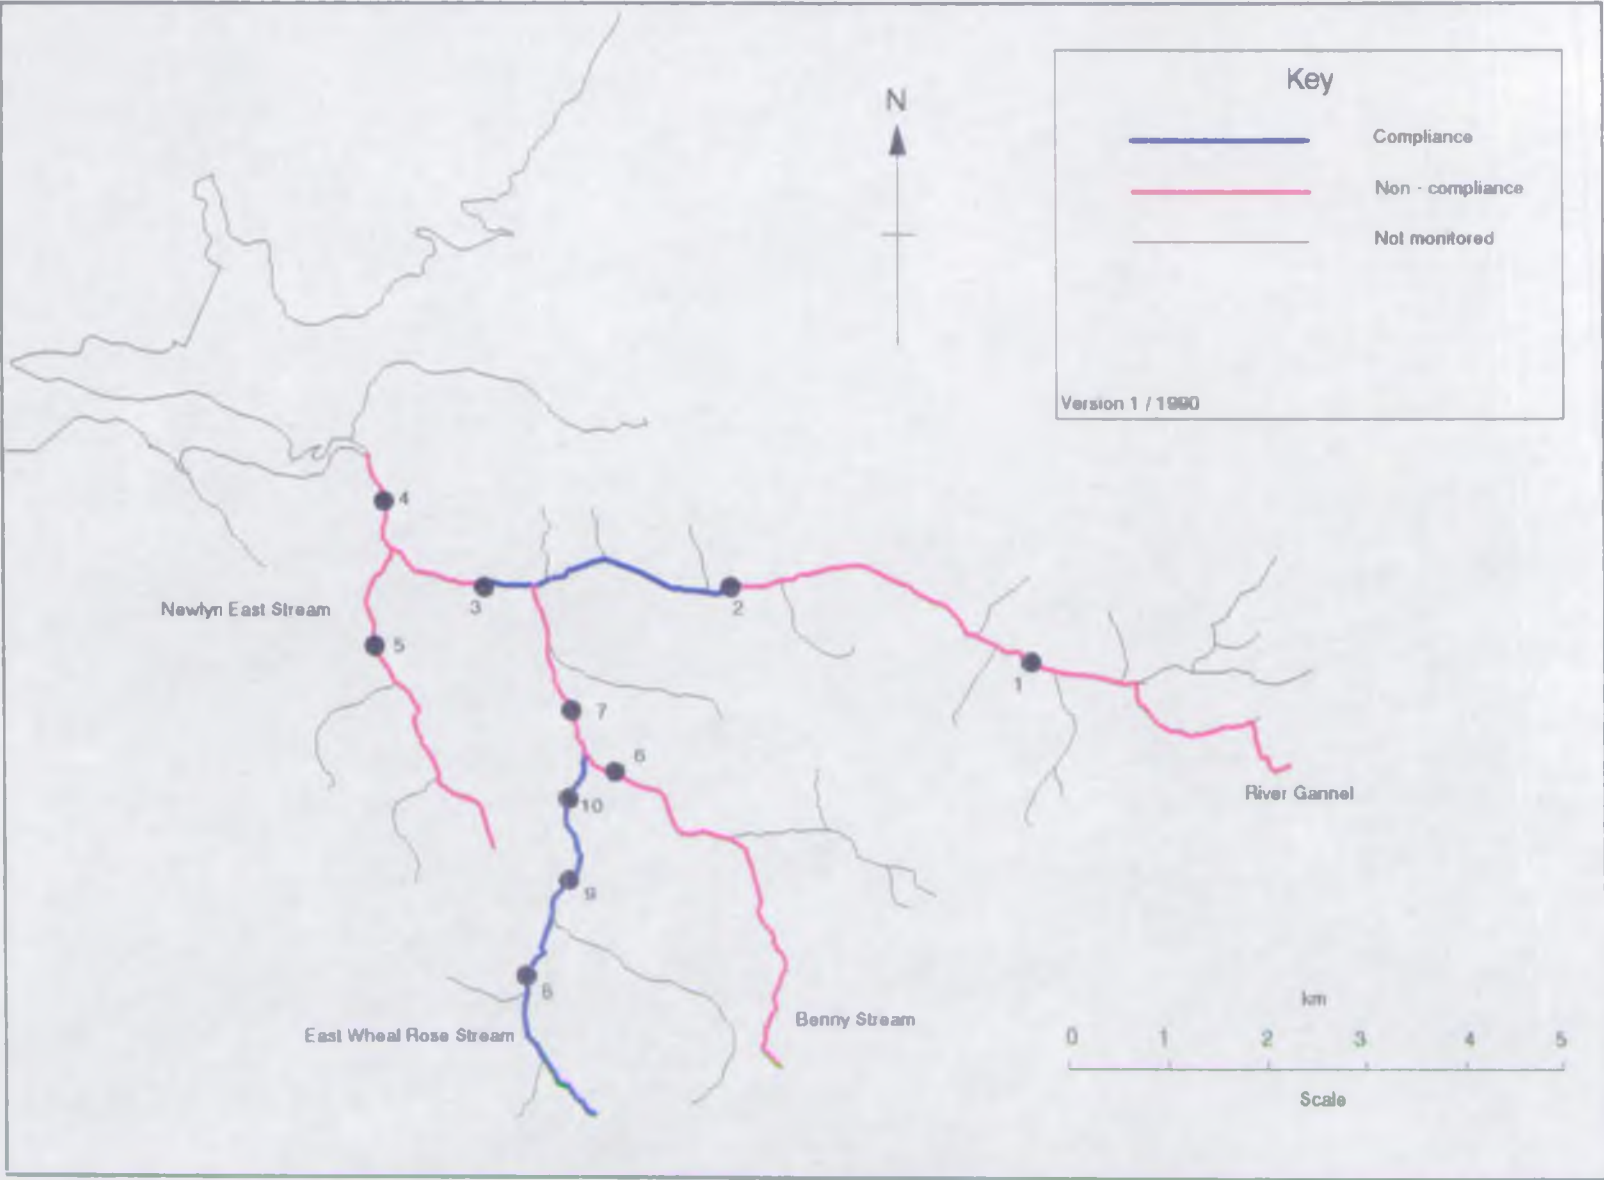 N
Key
Compliance
Non - compliance
Not monitored
Version 1 / 1990
4
3
2
Newlyn East Stream
5
1
7
6
10
River Gannel
9
8
km
Benny Stream
East Wheal Rose Stream
0 1 2 3 4 5
Scale